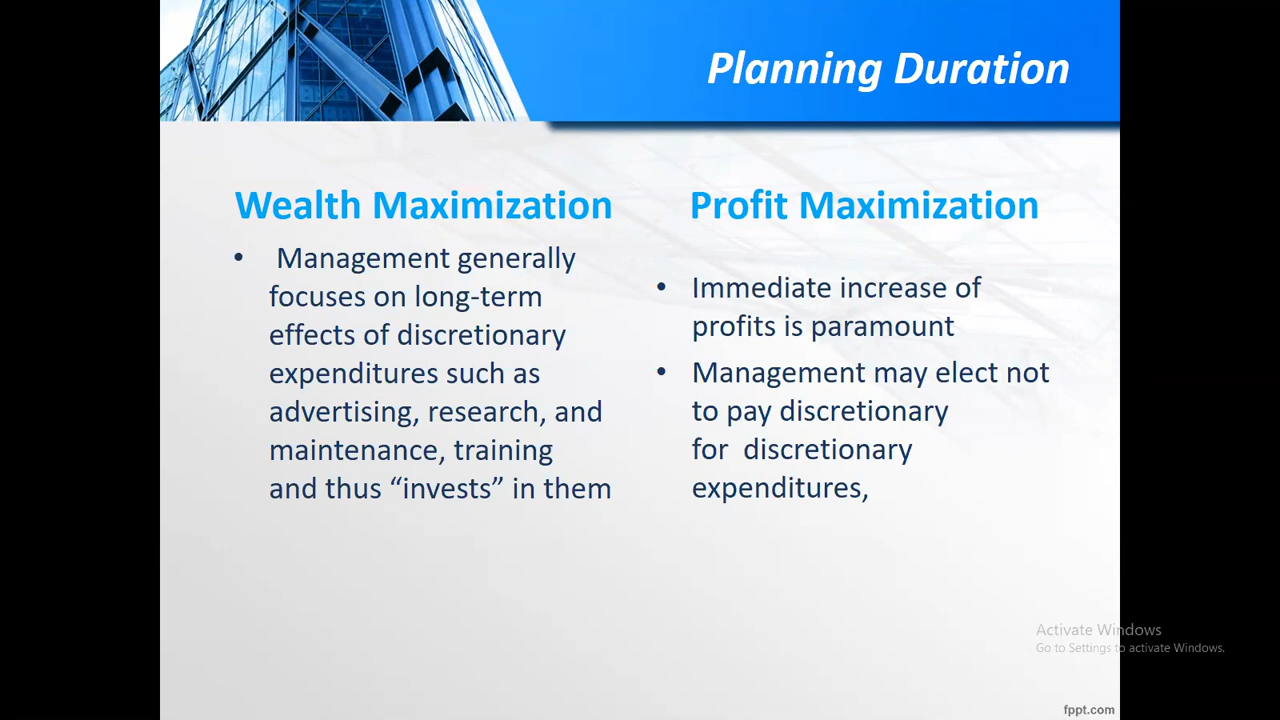 Planning Duration
Wealth Maximization
• Management generally
focuses on long-term
effects of discretionary
expenditures such as
advertising, research, and
maintenance, training
and thus “invests” in them
Profit Maximization
• Immediate increase of
profits is paramount
• Management may elect not
to pay discretionary
for  discretionary
expenditures,
Activate Windows
Go to Settings to activate Windows.
fppt.com